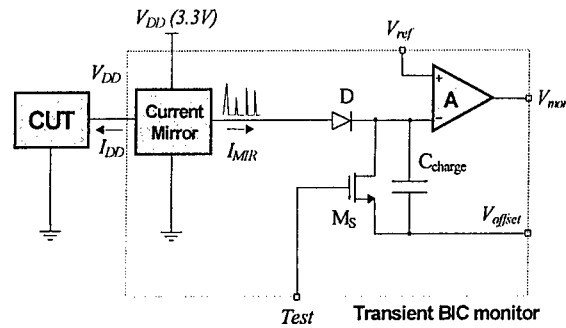 V_DD (3.3V)
V_ref
V_DD
CUT
Current
Mirror
I_DD
I_MIR
D
+
A
−
V_mon
C_charge
M_S
V_offset
Test
Transient BIC monitor